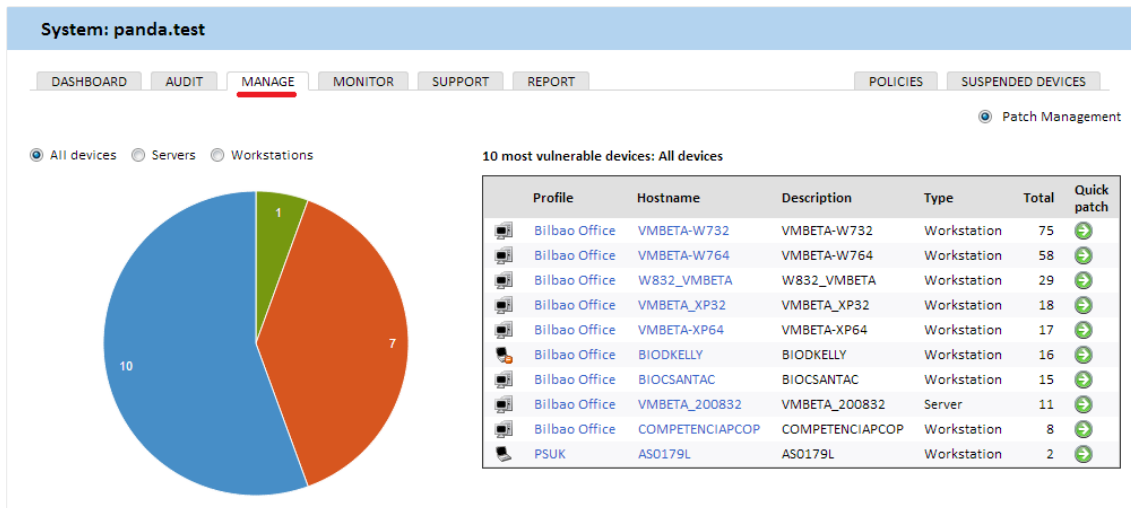 System: panda.test
DASHBOARD AUDIT MANAGE MONITOR SUPPORT REPORT POLICIES SUSPENDED DEVICES
Patch Management
All devices Servers Workstations
10 most vulnerable devices: All devices
Profile Hostname Description Type Total Quick patch
Bilbao Office VMBETA-W732 VMBETA-W732 Workstation 75
Bilbao Office VMBETA-W764 VMBETA-W764 Workstation 58
Bilbao Office W832_VMBETA W832_VMBETA Workstation 29
Bilbao Office VMBETA_XP32 VMBETA_XP32 Workstation 18
Bilbao Office VMBETA-XP64 VMBETA-XP64 Workstation 17
Bilbao Office BIODKELLY BIODKELLY Workstation 16
Bilbao Office BIOCSANTAC BIOCSANTAC Workstation 15
Bilbao Office VMBETA_200832 VMBETA_200832 Server 11
Bilbao Office COMPETENCIAPCOP COMPETENCIAPCOP Workstation 8
PSUK AS0179L AS0179L Workstation 2
1
7
10